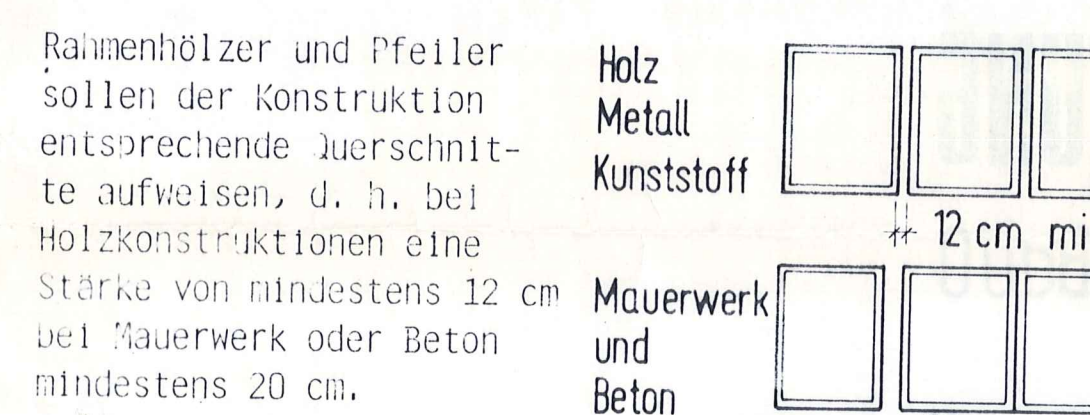 Rahmenhölzer und Pfeiler
sollen der Konstruktion
entsprechende Querschnit-
te aufweisen, d. h. bei
Holzkonstruktionen eine
Stärke von mindestens 12 cm
bei Mauerwerk oder Beton
mindestens 20 cm.
Holz
Metall
Kunststoff
12 cm mi
Mauerwerk
und
Beton